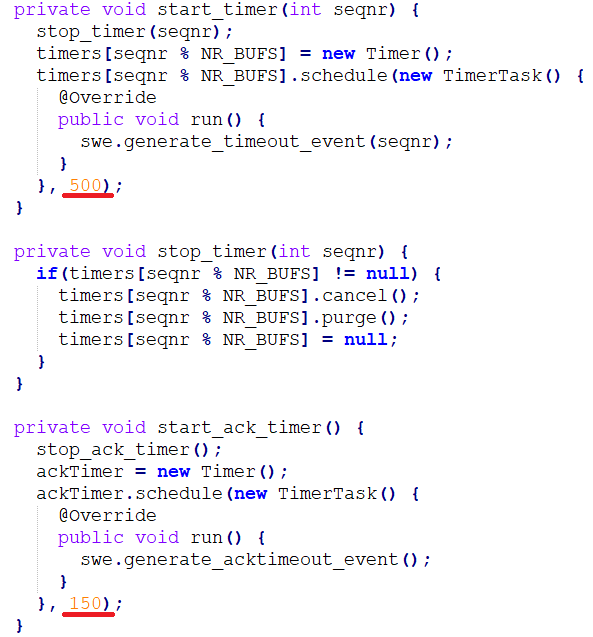 private void start_timer(int seqnr) {
  stop_timer(seqnr);
  timers[seqnr % NR_BUFS] = new Timer();
  timers[seqnr % NR_BUFS].schedule(new TimerTask() {
    @Override
    public void run() {
      swe.generate_timeout_event(seqnr);
    }
  }, 500);
}

private void stop_timer(int seqnr) {
  if(timers[seqnr % NR_BUFS] != null) {
    timers[seqnr % NR_BUFS].cancel();
    timers[seqnr % NR_BUFS].purge();
    timers[seqnr % NR_BUFS] = null;
  }
}

private void start_ack_timer() {
  stop_ack_timer();
  ackTimer = new Timer();
  ackTimer.schedule(new TimerTask() {
    @Override
    public void run() {
      swe.generate_acktimeout_event();
    }
  }, 150);
}